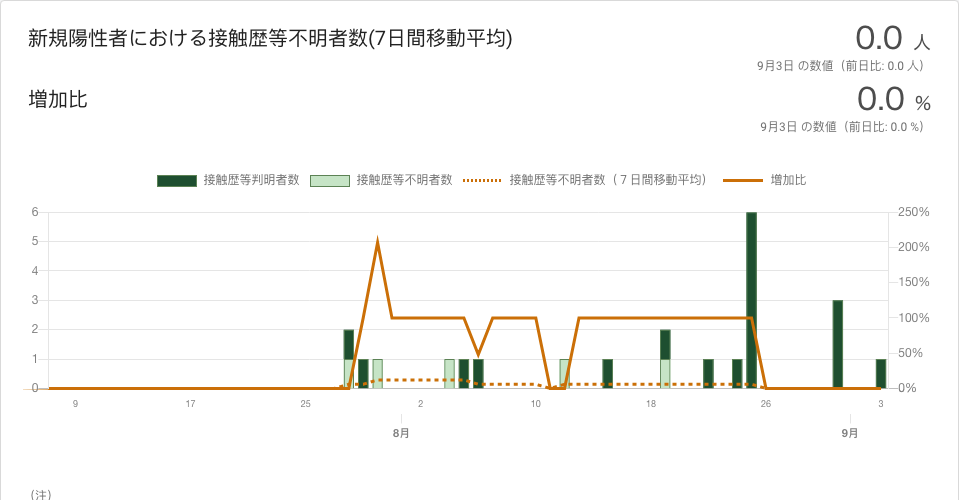 新規陽性者における接触歴等不明者数(7日間移動平均)
0.0 人
9月3日 の数値（前日比: 0.0 人）
増加比
0.0 %
9月3日 の数値（前日比: 0.0 %）
接触歴等判明者数 接触歴等不明者数 接触歴等不明者数（７日間移動平均） 増加比
6 250%
5 200%
4 150%
3 100%
2 50%
1 0%
0
9 17 25 2 10 18 26 3
8月 9月
（注）